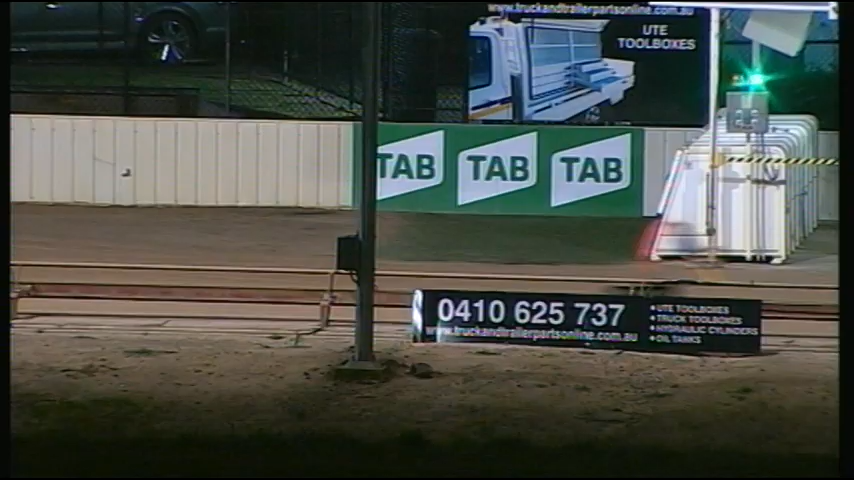 www.truckandtrailerpartsonline.com.au
UTE
TOOLBOXES
TAB TAB TAB
0410 625 737
www.truckandtrailerpartsonline.com.au
• UTE TOOLBOXES
• TRUCK TOOLBOXES
• HYDRAULIC CYLINDERS
• OIL TANKS